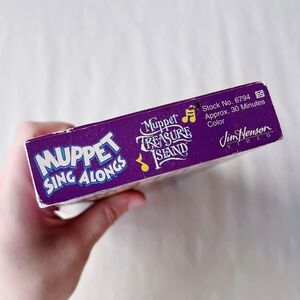 MUPPET
SING ALONGS
Muppet
TREASURE
ISLAND
Stock No. 6794
Approx. 30 Minutes
Color
Jim Henson
VIDEO